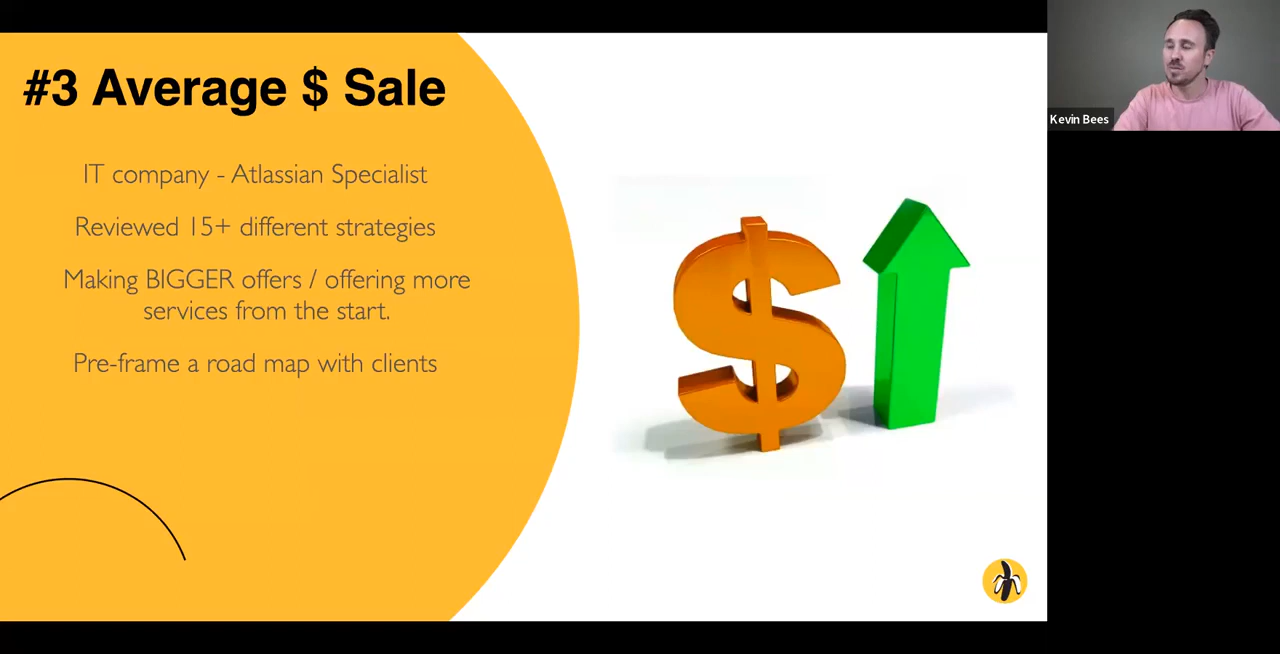 #3 Average $ Sale
IT company - Atlassian Specialist
Reviewed 15+ different strategies
Making BIGGER offers / offering more
services from the start.
Pre-frame a road map with clients
Kevin Bees